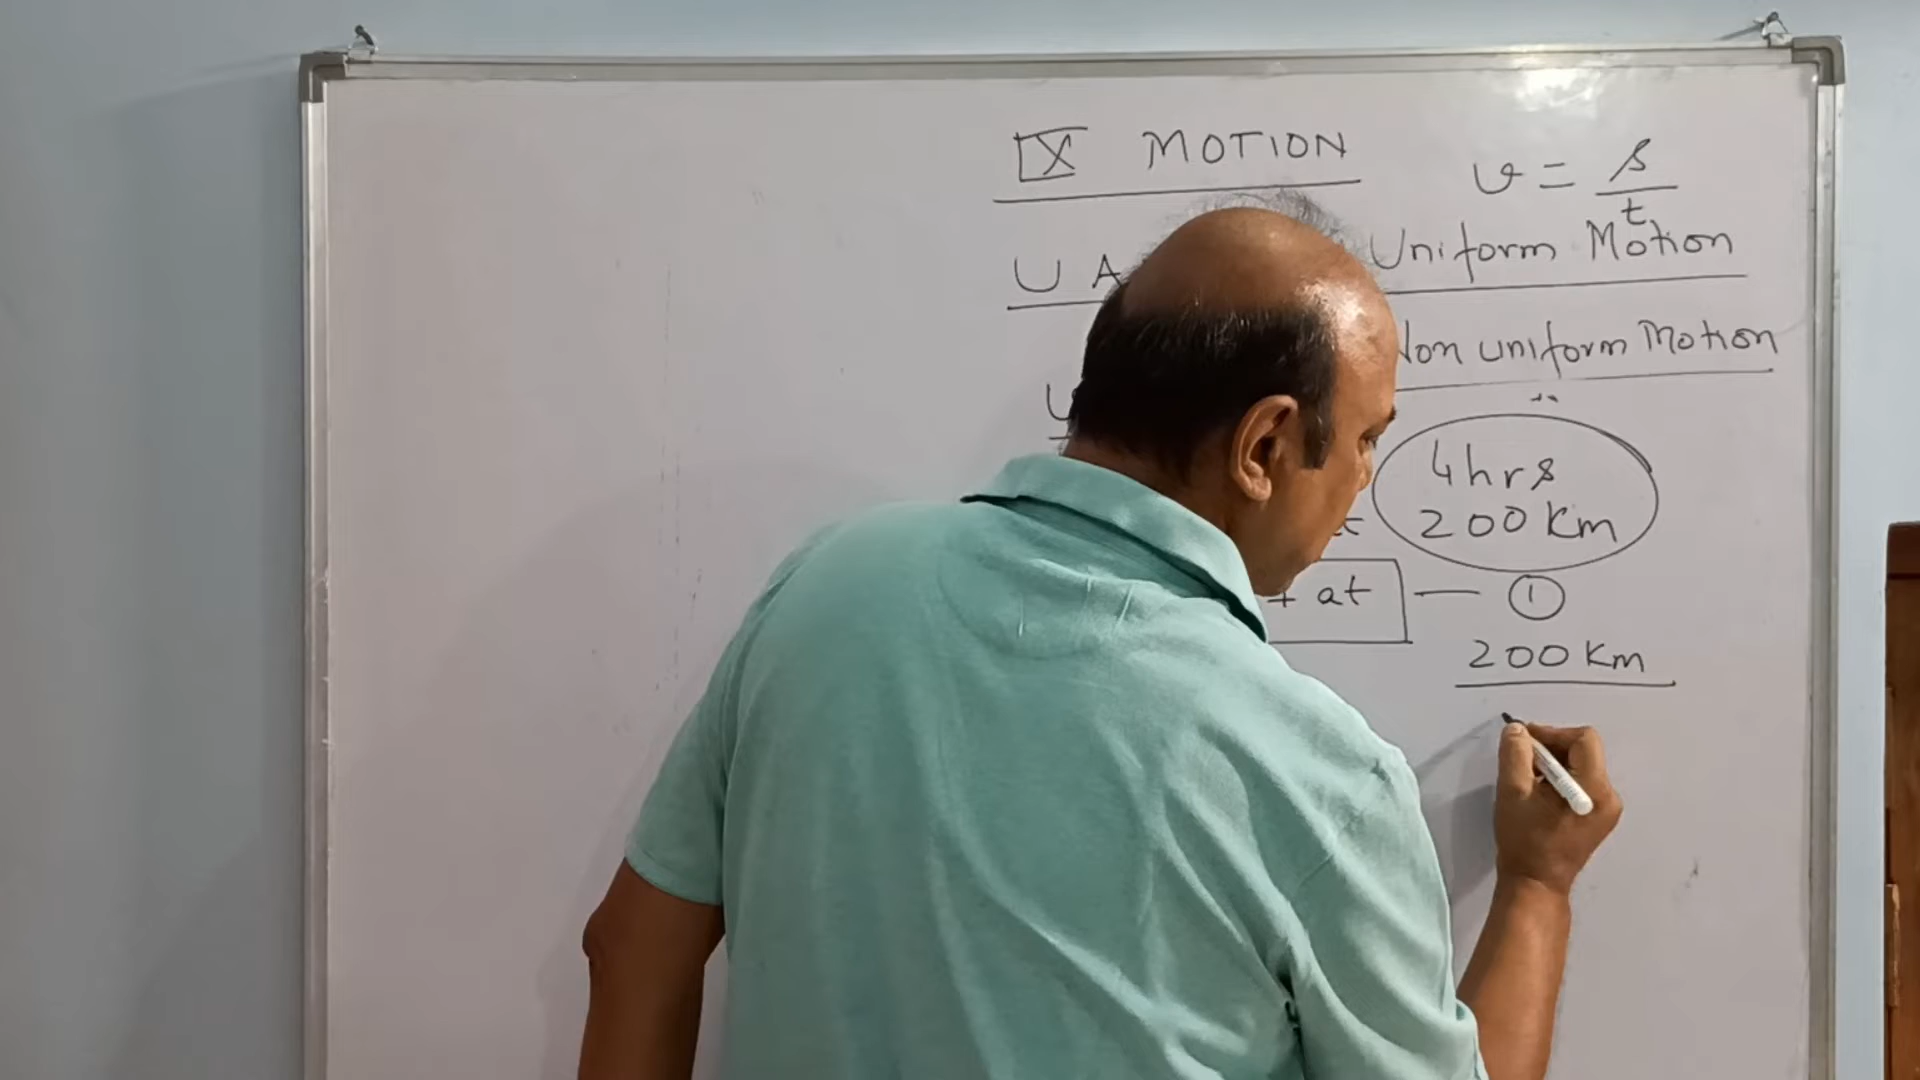 IX MOTION
v = s/t
U A
Uniform Motion
Non uniform Motion
4hrs
200 Km
+ at — 1
200 Km